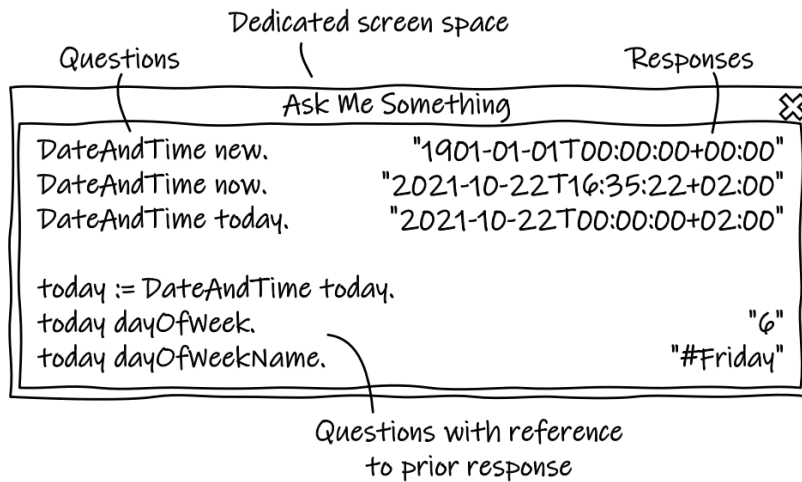 Dedicated screen space
Questions
Responses
Ask Me Something
DateAndTime new. "1901-01-01T00:00:00+00:00"
DateAndTime now. "2021-10-22T16:35:22+02:00"
DateAndTime today. "2021-10-22T00:00:00+02:00"
today := DateAndTime today.
today dayOfWeek. "6"
today dayOfWeekName. "#Friday"
Questions with reference
to prior response